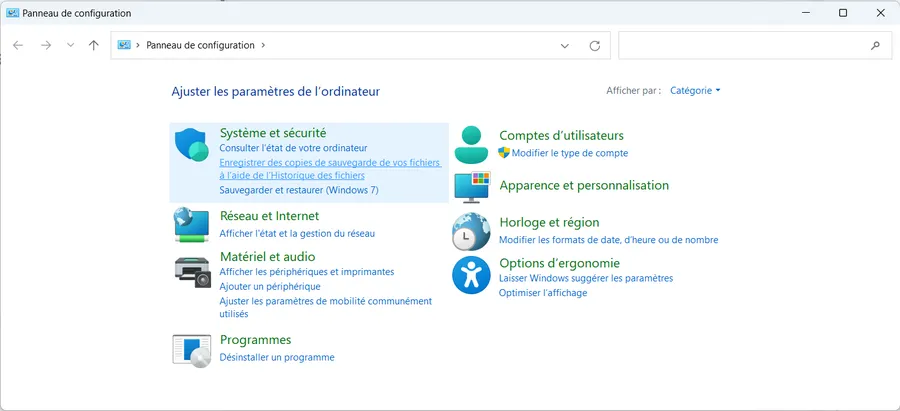 Panneau de configuration
Panneau de configuration
Ajuster les paramètres de l'ordinateur
Afficher par :
Catégorie
Système et sécurité
Consulter l'état de votre ordinateur
Enregistrer des copies de sauvegarde de vos fichiers
à l'aide de l'Historique des fichiers
Sauvegarder et restaurer (Windows 7)
Réseau et Internet
Afficher l'état et la gestion du réseau
Matériel et audio
Afficher les périphériques et imprimantes
Ajouter un périphérique
Ajuster les paramètres de mobilité communément
utilisés
Programmes
Désinstaller un programme
Comptes d'utilisateurs
Modifier le type de compte
Apparence et personnalisation
Horloge et région
Modifier les formats de date, d'heure ou de nombre
Options d'ergonomie
Laisser Windows suggérer les paramètres
Optimiser l'affichage